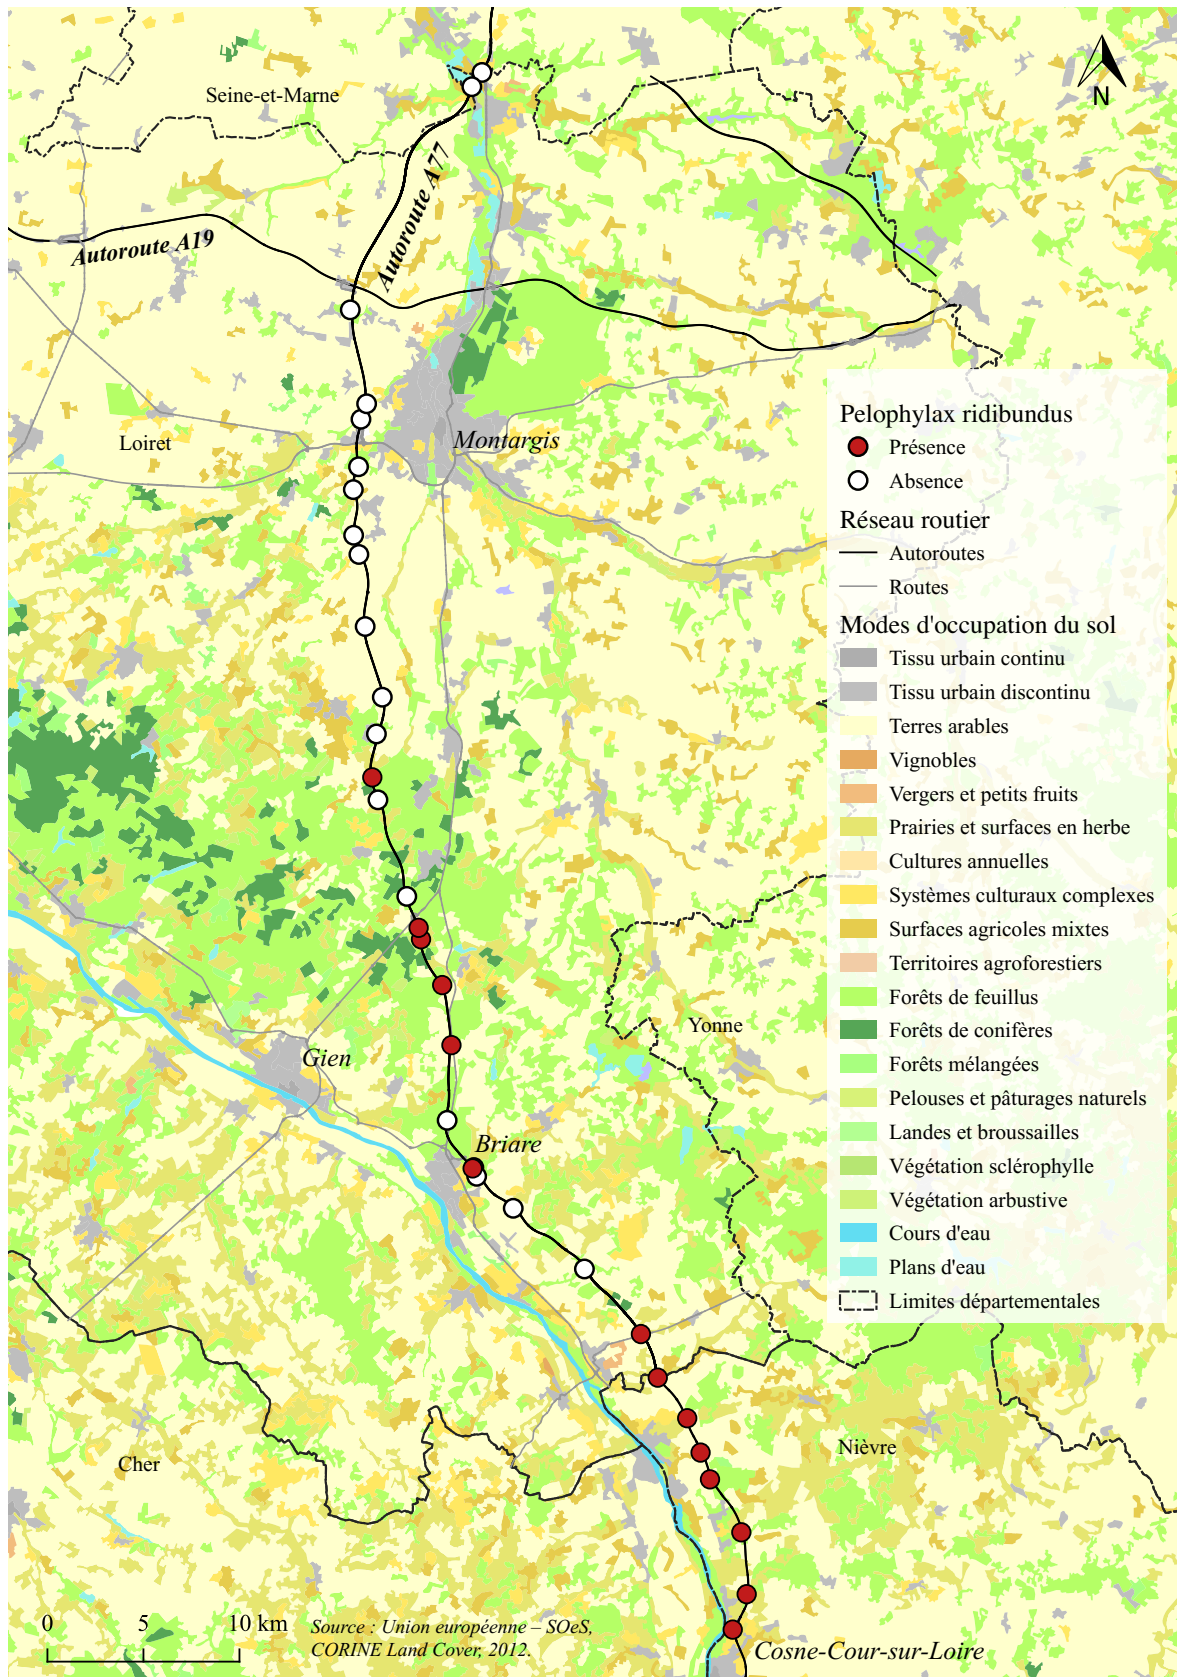 N
Seine-et-Marne
Autoroute A77
Autoroute A19
Loiret
Montargis
Pelophylax ridibundus
Présence
Absence
Réseau routier
Autoroutes
Routes
Modes d'occupation du sol
Tissu urbain continu
Tissu urbain discontinu
Terres arables
Vignobles
Vergers et petits fruits
Prairies et surfaces en herbe
Cultures annuelles
Systèmes culturaux complexes
Surfaces agricoles mixtes
Territoires agroforestiers
Forêts de feuillus
Forêts de conifères
Forêts mélangées
Pelouses et pâturages naturels
Landes et broussailles
Végétation sclérophylle
Végétation arbustive
Cours d'eau
Plans d'eau
Limites départementales
Yonne
Gien
Briare
Nièvre
Cher
0 5 10 km
Source : Union européenne – SOeS,
CORINE Land Cover, 2012.
Cosne-Cour-sur-Loire